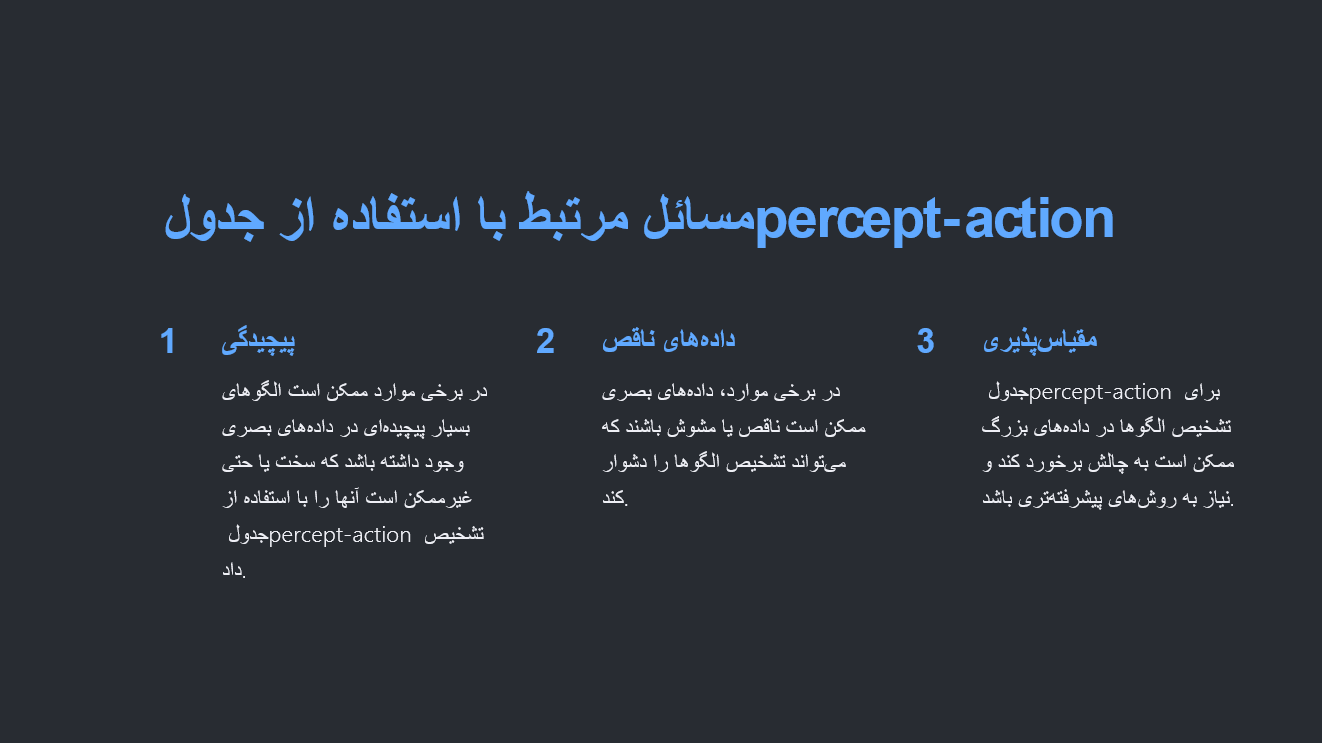 مسائل مرتبط با استفاده از جدول percept-action
1
پیچیدگی
در برخی موارد ممکن است الگوهای
بسیار پیچیده‌ای در داده‌های بصری
وجود داشته باشد که سخت یا حتی
غیرممکن است آنها را با استفاده از
جدول percept-action تشخیص
داد.
2
داده‌های ناقص
در برخی موارد، داده‌های بصری
ممکن است ناقص یا مشوش باشند که
می‌تواند تشخیص الگوها را دشوار
کند.
3
مقیاس‌پذیری
جدول percept-action برای
تشخیص الگوها در داده‌های بزرگ
ممکن است به چالش برخورد کند و
نیاز به روش‌های پیشرفته‌تری باشد.